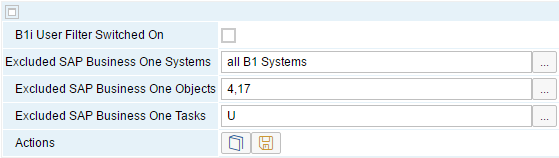 B1i User Filter Switched On
Excluded SAP Business One Systems all B1 Systems ...
Excluded SAP Business One Objects 4,17 ...
Excluded SAP Business One Tasks U ...
Actions